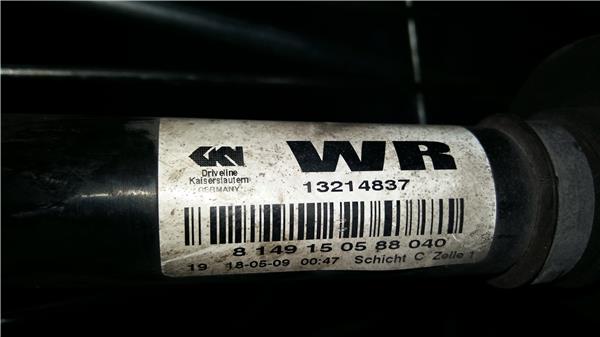 GKN
Driveline
Kaiserslautern
GERMANY
WR
13214837
8 149 15 05 88 040
19 18-05-09 00:47 Schicht C Zelle 1